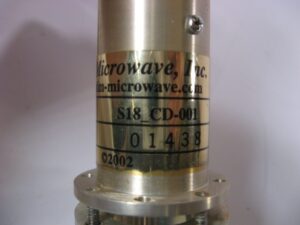 Microwave, Inc.
m-microwave.com
S18_CD-001
01438
©2002